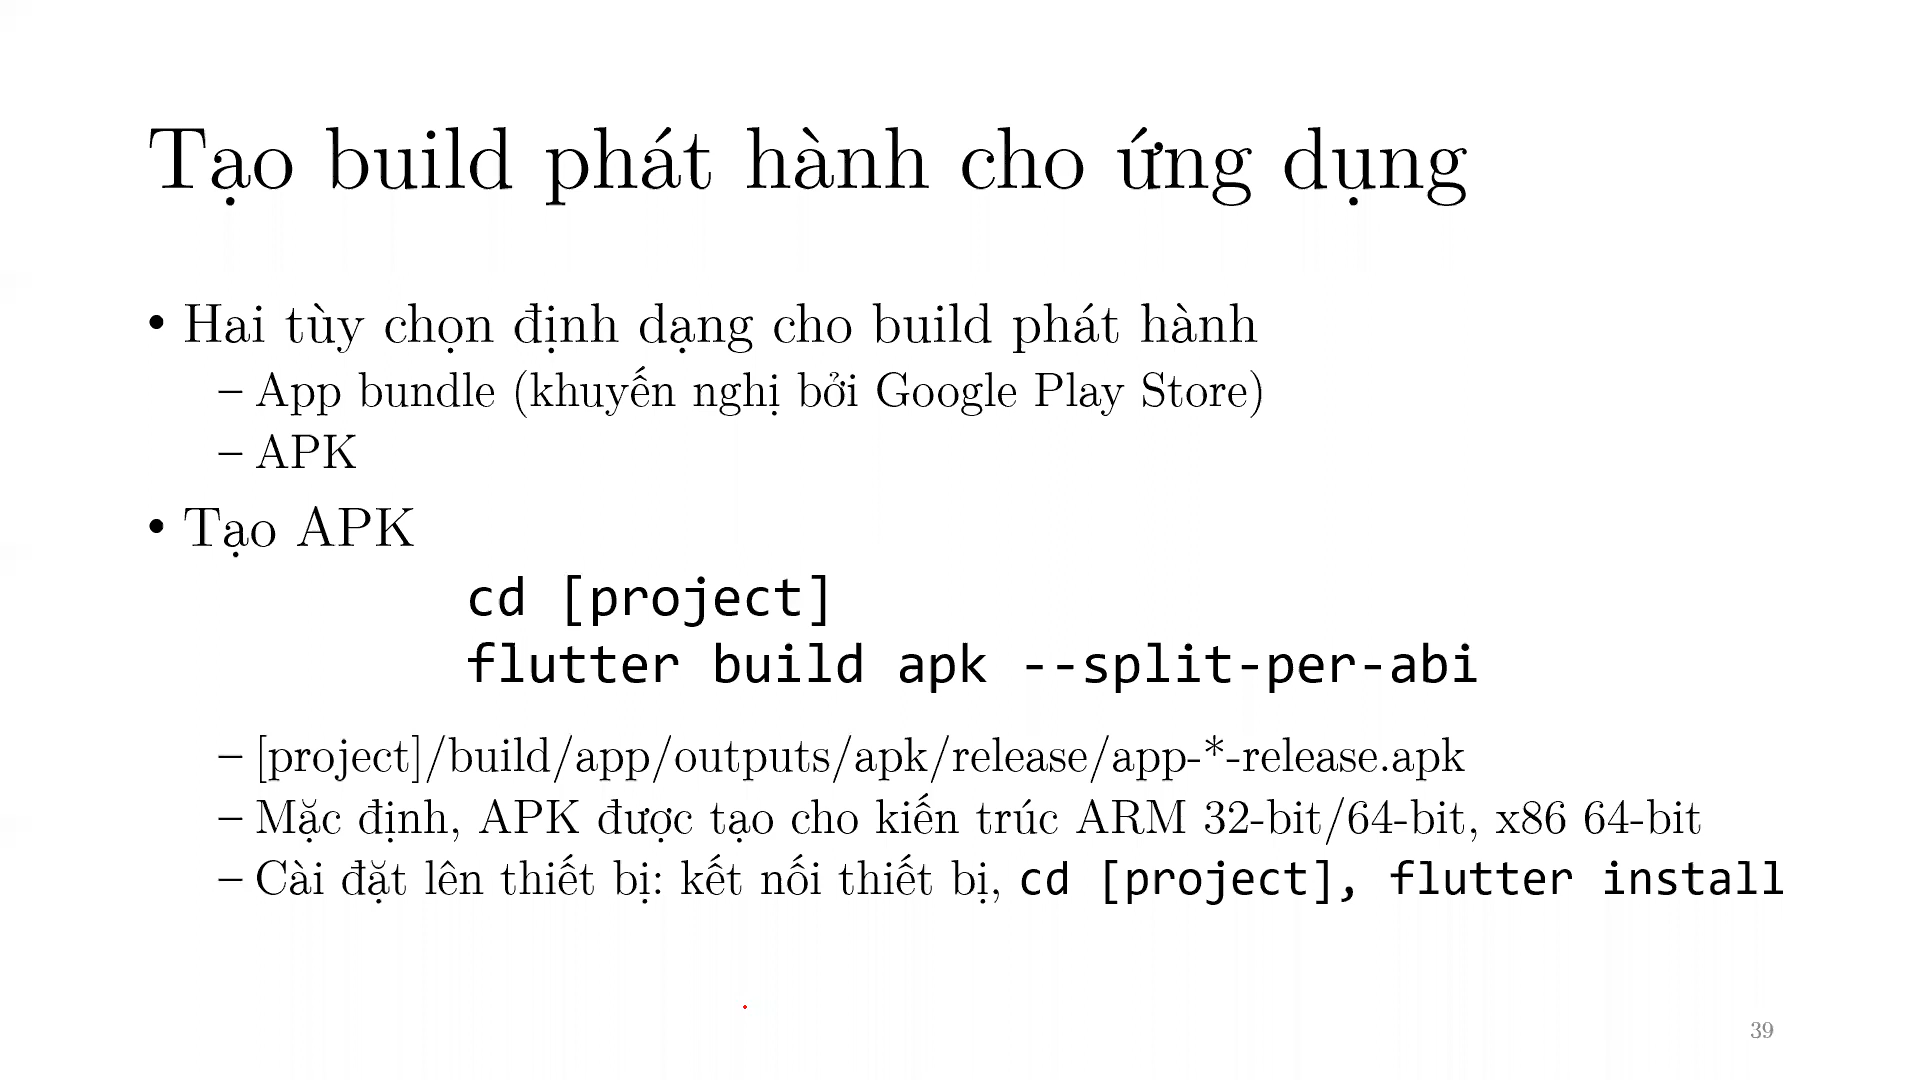 Tạo build phát hành cho ứng dụng
• Hai tùy chọn định dạng cho build phát hành
– App bundle (khuyến nghị bởi Google Play Store)
– APK
• Tạo APK
cd [project]
flutter build apk --split-per-abi
– [project]/build/app/outputs/apk/release/app-*-release.apk
– Mặc định, APK được tạo cho kiến trúc ARM 32-bit/64-bit, x86 64-bit
– Cài đặt lên thiết bị: kết nối thiết bị, cd [project], flutter install
39